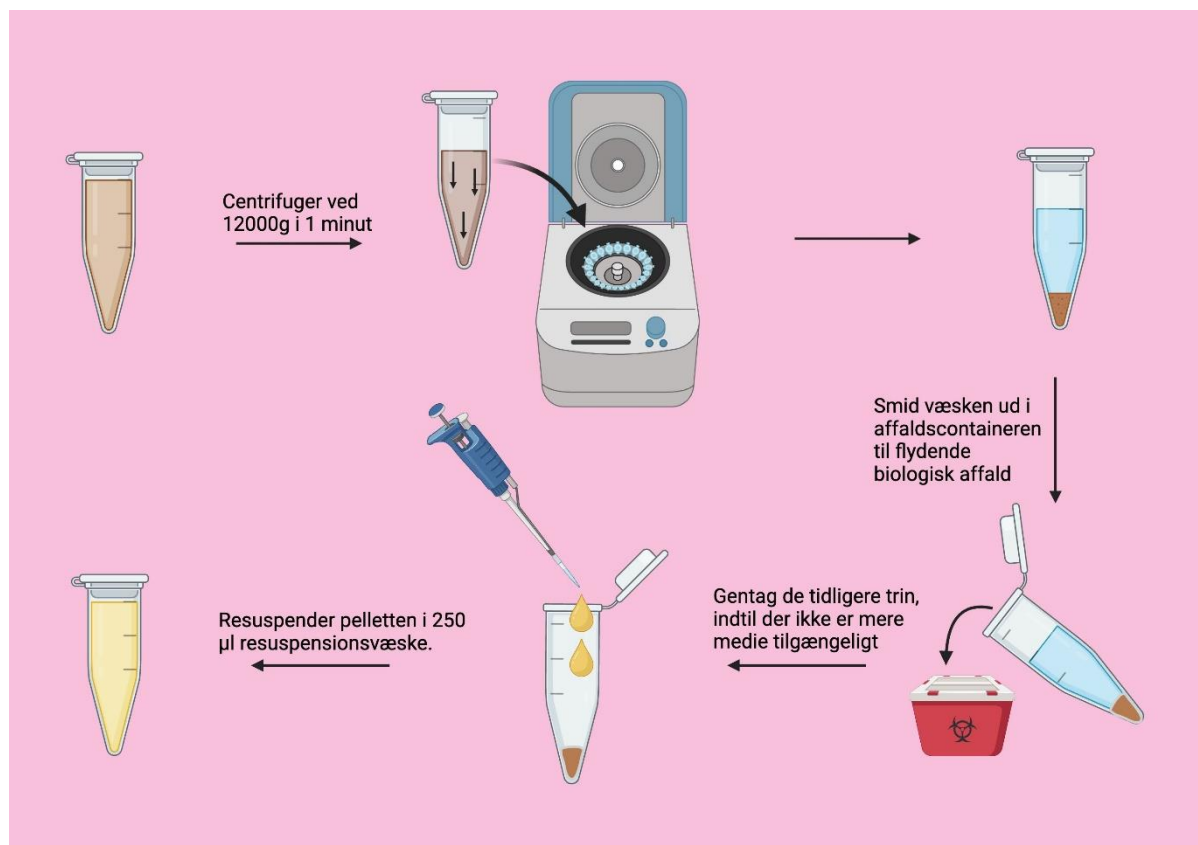 Centrifuger ved
12000g i 1 minut
Smid væsken ud i
affaldscontaineren
til flydende
biologisk affald
Gentag de tidligere trin,
indtil der ikke er mere
medie tilgængeligt
Resuspender pelletten i 250
µl resuspensionsvæske.